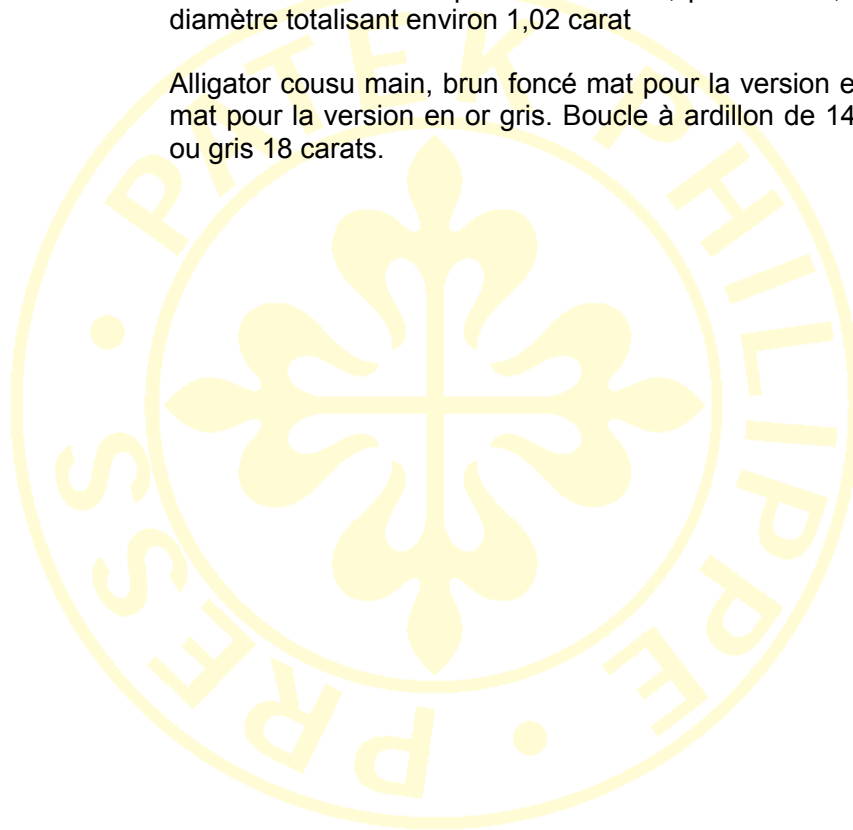 diamètre totalisant environ 1,02 carat
Alligator cousu main, brun foncé mat pour la version
mat pour la version en or gris. Boucle à ardillon de 14
ou gris 18 carats.
PATEK PHILIPPE • PRESS •